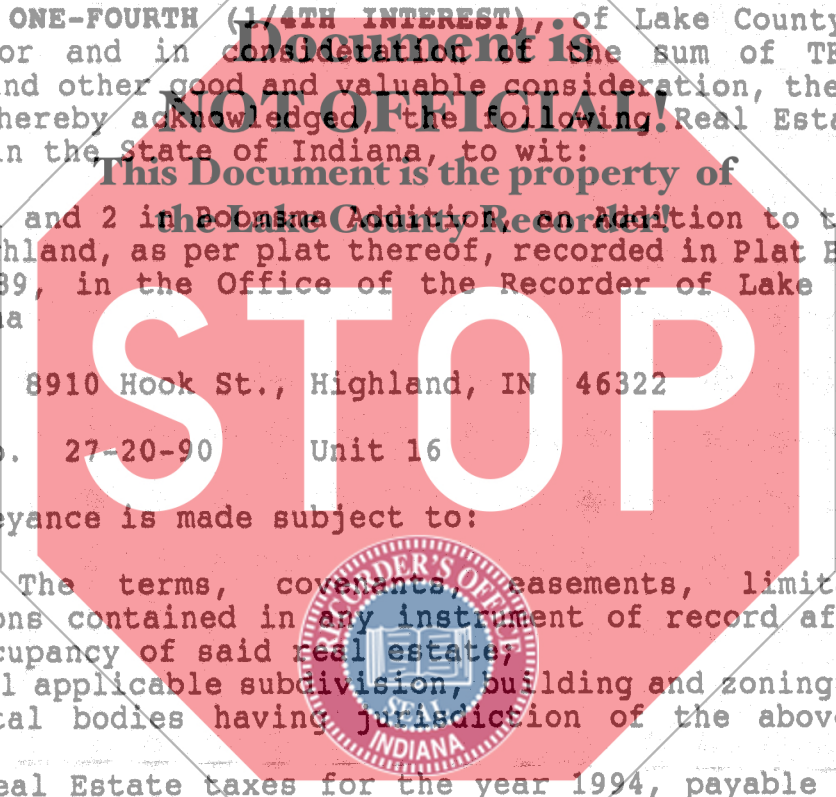 ONE-FOURTH (1/4TH INTEREST), of Lake County
or and in consideration of the sum of TE
nd other good and valuable consideration, the
hereby acknowledged, the following Real Esta
n the State of Indiana, to wit:
Document is
NOT OFFICIAL!
This Document is the property of
the Lake County Recorder!
and 2 in Boomsma Addition, an Addition to t
hland, as per plat thereof, recorded in Plat B
89, in the Office of the Recorder of Lake
na
STOP
8910 Hook St., Highland, IN 46322
o. 27-20-90 Unit 16
eyance is made subject to:
The terms, covenants, easements, limit
ons contained in any instrument of record af
cupancy of said real estate;
l applicable subdivision, building and zoning
tal bodies having jurisdiction of the above
RECORDER'S OFFICE
SEAL
INDIANA
eal Estate taxes for the year 1994, payable